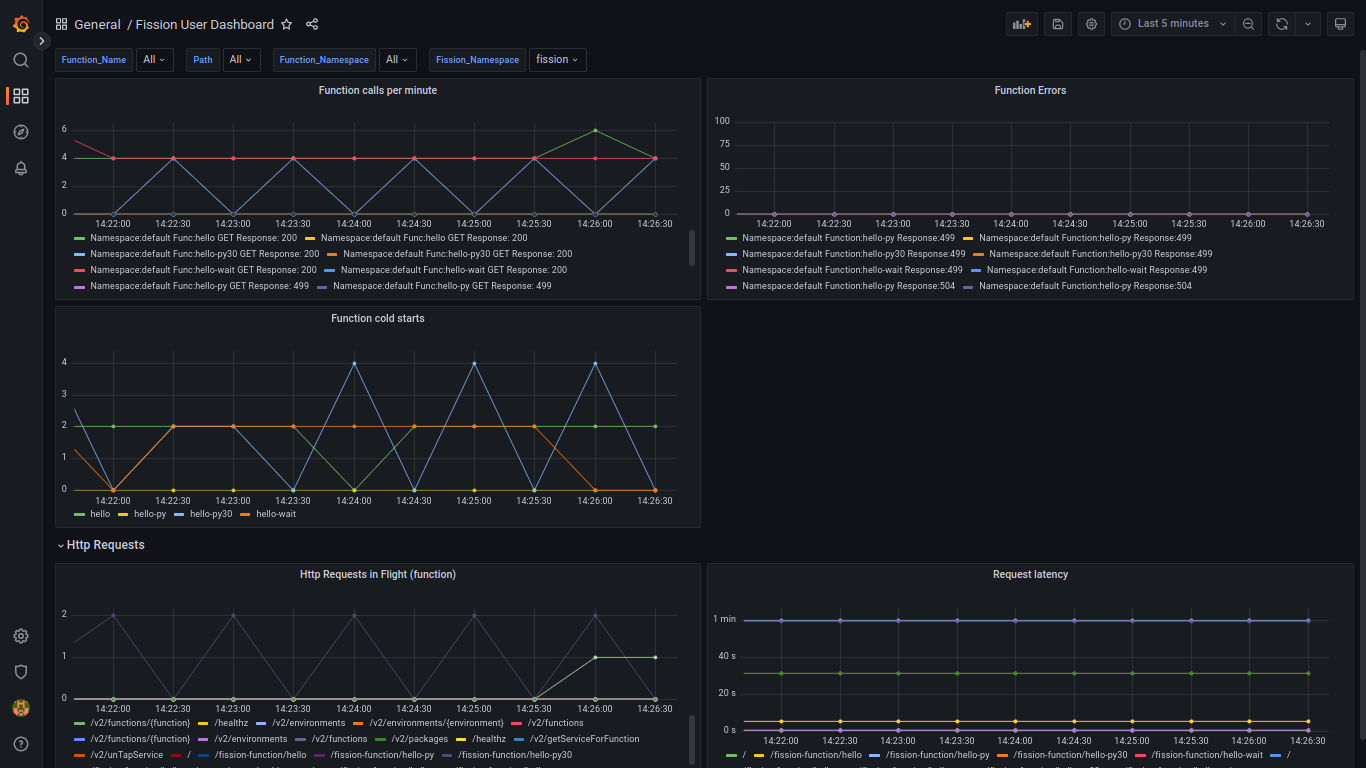 General / Fission User Dashboard
Last 5 minutes
Function_Name All Path All Function_Namespace All Fission_Namespace fission
Function calls per minute
6
4
2
0
14:22:00 14:22:30 14:23:00 14:23:30 14:24:00 14:24:30 14:25:00 14:25:30 14:26:00 14:26:30
Namespace:default Func:hello GET Response: 200 Namespace:default Func:hello GET Response: 200
Namespace:default Func:hello-py30 GET Response: 200 Namespace:default Func:hello-py30 GET Response: 200
Namespace:default Func:hello-wait GET Response: 200 Namespace:default Func:hello-wait GET Response: 200
Namespace:default Func:hello-py GET Response: 499 Namespace:default Func:hello-py GET Response: 499
Function Errors
100
75
50
25
0
14:22:00 14:22:30 14:23:00 14:23:30 14:24:00 14:24:30 14:25:00 14:25:30 14:26:00 14:26:30
Namespace:default Function:hello-py Response:499 Namespace:default Function:hello-py Response:499
Namespace:default Function:hello-py30 Response:499 Namespace:default Function:hello-py30 Response:499
Namespace:default Function:hello-wait Response:499 Namespace:default Function:hello-wait Response:499
Namespace:default Function:hello-py Response:504 Namespace:default Function:hello-py Response:504
Function cold starts
4
3
2
1
0
14:22:00 14:22:30 14:23:00 14:23:30 14:24:00 14:24:30 14:25:00 14:25:30 14:26:00 14:26:30
hello hello-py hello-py30 hello-wait
Http Requests
Http Requests in Flight (function)
2
1
0
14:22:00 14:22:30 14:23:00 14:23:30 14:24:00 14:24:30 14:25:00 14:25:30 14:26:00 14:26:30
/v2/functions/{function} /healthz /v2/environments /v2/environments/{environment} /v2/functions
/v2/functions/{function} /v2/environments /v2/functions /v2/packages /healthz /v2/getServiceForFunction
/v2/unTapService / /fission-function/hello /fission-function/hello-py /fission-function/hello-py30
Request latency
1 min
40 s
20 s
0 s
14:22:00 14:22:30 14:23:00 14:23:30 14:24:00 14:24:30 14:25:00 14:25:30 14:26:00 14:26:30
/ /fission-function/hello /fission-function/hello-py /fission-function/hello-py30 /fission-function/hello-wait /